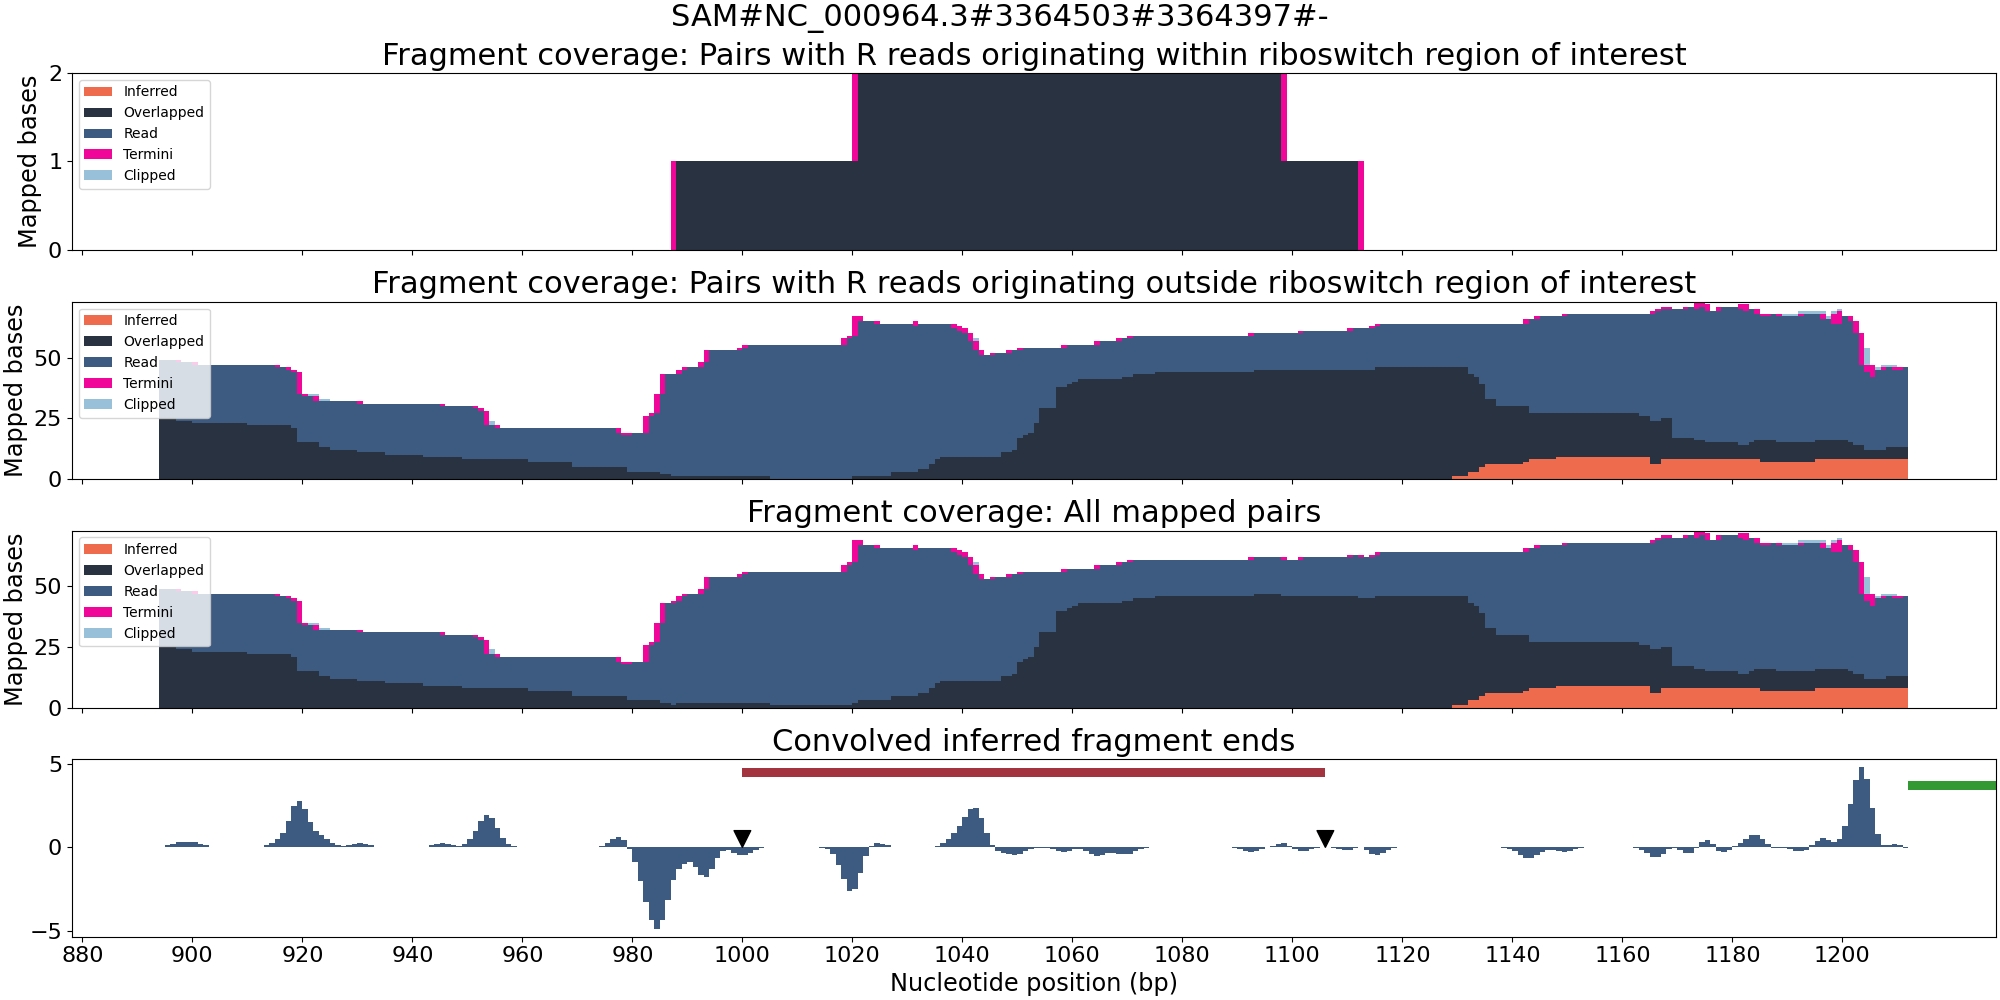 SAM#NC_000964.3#3364503#3364397#-
Fragment coverage: Pairs with R reads originating within riboswitch region of interest
Mapped bases
2
1
0
Inferred
Overlapped
Read
Termini
Clipped
Fragment coverage: Pairs with R reads originating outside riboswitch region of interest
Mapped bases
50
25
0
Inferred
Overlapped
Read
Termini
Clipped
Fragment coverage: All mapped pairs
Mapped bases
50
25
0
Inferred
Overlapped
Read
Termini
Clipped
Convolved inferred fragment ends
5
0
−5
880 900 920 940 960 980 1000 1020 1040 1060 1080 1100 1120 1140 1160 1180 1200
Nucleotide position (bp)